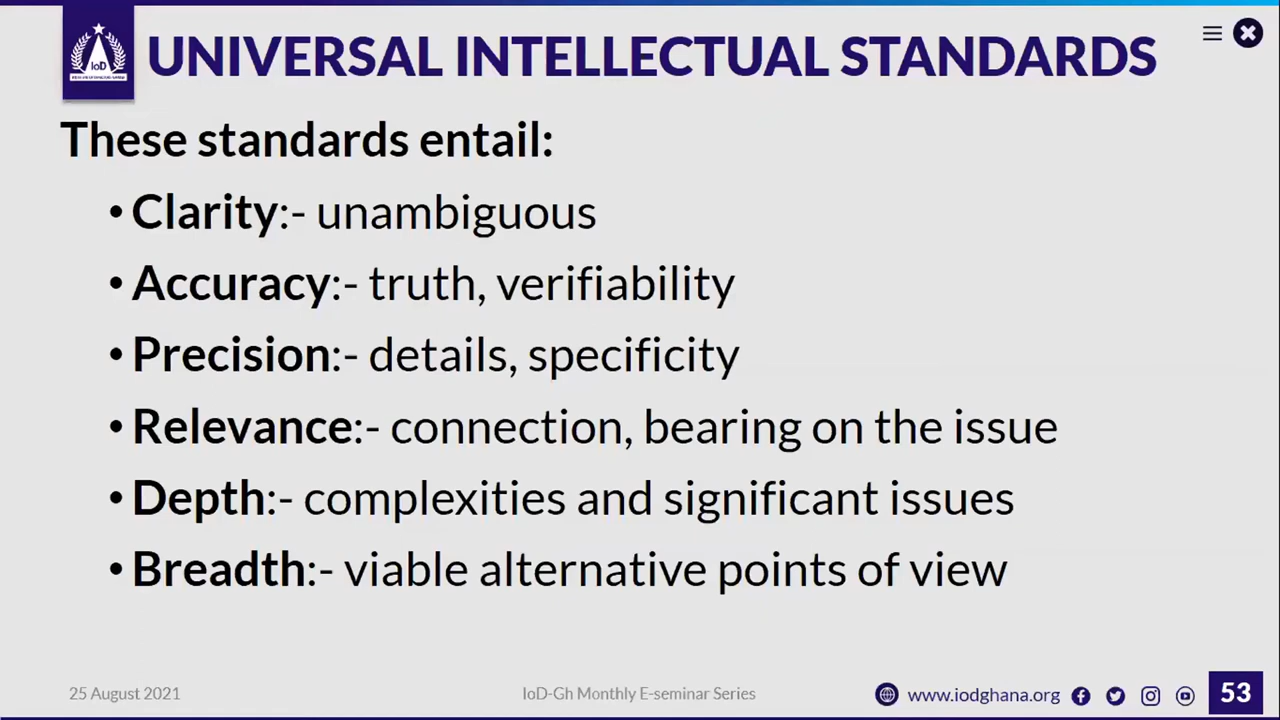 IoD
UNIVERSAL INTELLECTUAL STANDARDS
These standards entail:
• Clarity:- unambiguous
• Accuracy:- truth, verifiability
• Precision:- details, specificity
• Relevance:- connection, bearing on the issue
• Depth:- complexities and significant issues
• Breadth:- viable alternative points of view
25 August 2021
IoD-Gh Monthly E-seminar Series
www.iodghana.org
53